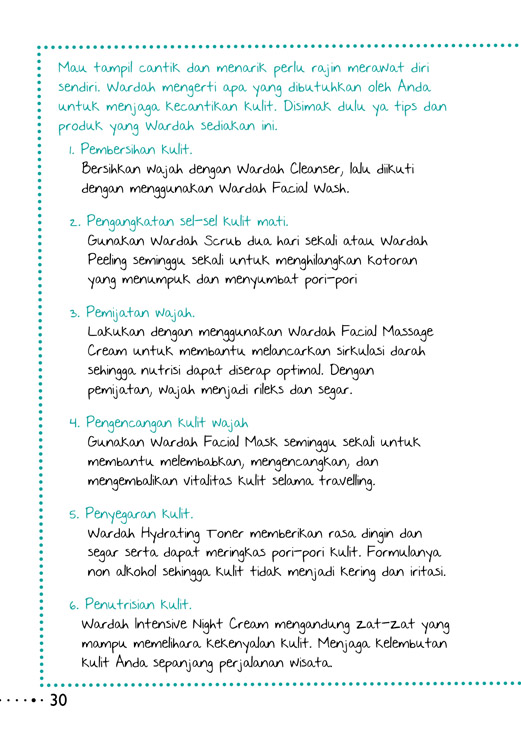 Mau tampil cantik dan menarik perlu rajin merawat diri
sendiri. Wardah mengerti apa yang dibutuhkan oleh Anda
untuk menjaga kecantikan kulit. Disimak dulu ya tips dan
produk yang Wardah sediakan ini.
1. Pembersihan kulit.
Bersihkan wajah dengan Wardah Cleanser, lalu diikuti
dengan menggunakan Wardah Facial Wash.
2. Pengangkatan sel-sel kulit mati.
Gunakan Wardah Scrub dua hari sekali atau Wardah
Peeling seminggu sekali untuk menghilangkan kotoran
yang menumpuk dan menyumbat pori-pori
3. Pemijatan wajah.
Lakukan dengan menggunakan Wardah Facial Massage
Cream untuk membantu melancarkan sirkulasi darah
sehingga nutrisi dapat diserap optimal. Dengan
pemijatan, wajah menjadi rileks dan segar.
4. Pengencangan kulit wajah
Gunakan Wardah Facial Mask seminggu sekali untuk
membantu melembabkan, mengencangkan, dan
mengembalikan vitalitas kulit selama travelling.
5. Penyegaran kulit.
Wardah Hydrating Toner memberikan rasa dingin dan
segar serta dapat meringkas pori-pori kulit. Formulanya
non alkohol sehingga kulit tidak menjadi kering dan iritasi.
6. Penutrisian kulit.
Wardah Intensive Night Cream mengandung zat-zat yang
mampu memelihara kekenyalan kulit. Menjaga kelembutan
kulit Anda sepanjang perjalanan wisata.
30